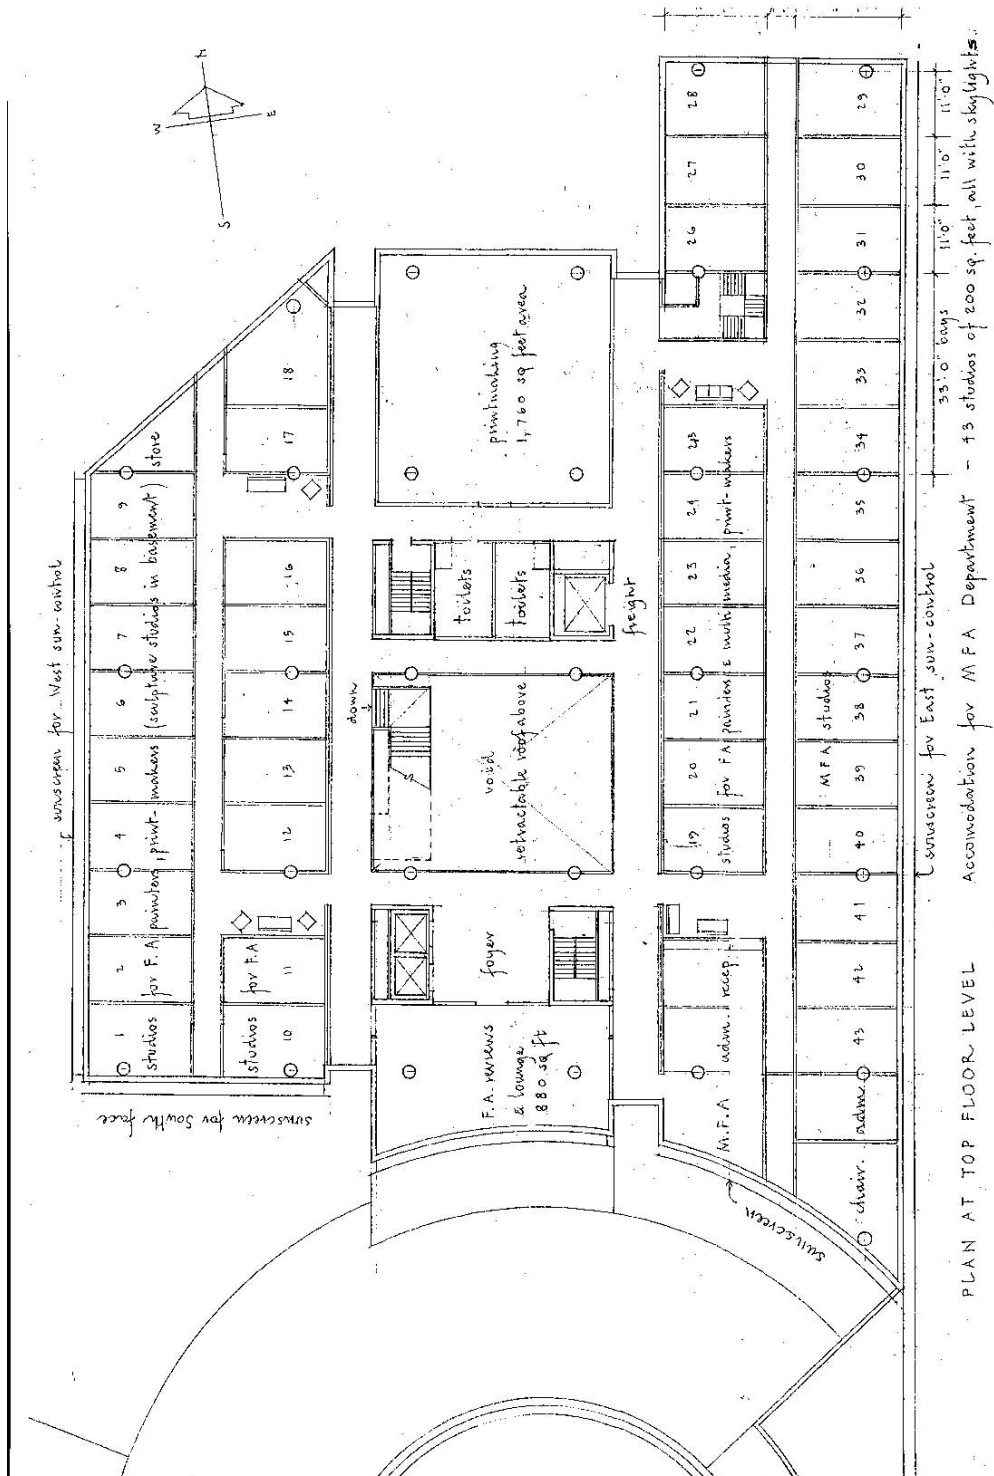 PLAN AT TOP FLOOR LEVEL
Accomodation for MFA Department - 43 studios of 200 sq. feet, all with skylights.
sunscreen for West sun-control
sunscreen for South face
sunscreen for East sun-control
sunscreen
N
S
E
W
1
2
3
4
5
6
7
8
9
store
studios for F.A painters, print-makers (sculpture studios in basement)
10
11
12
13
14
15
16
17
18
studios for F.A
down
F.A. reviews
& lounge
880 sq ft
foyer
void
retractable roof above
toilets
toilets
freight
printmaking
1,760 sq feet area
M.F.A adm. recep.
19
20
21
22
23
24
25
26
27
28
studios for F.A painters & multi media, print-makers
chair.
adm.
43
42
41
40
39
38
37
36
35
34
33
32
31
30
29
MFA studios
33'0" bays
11'0"
11'0"
11'0"